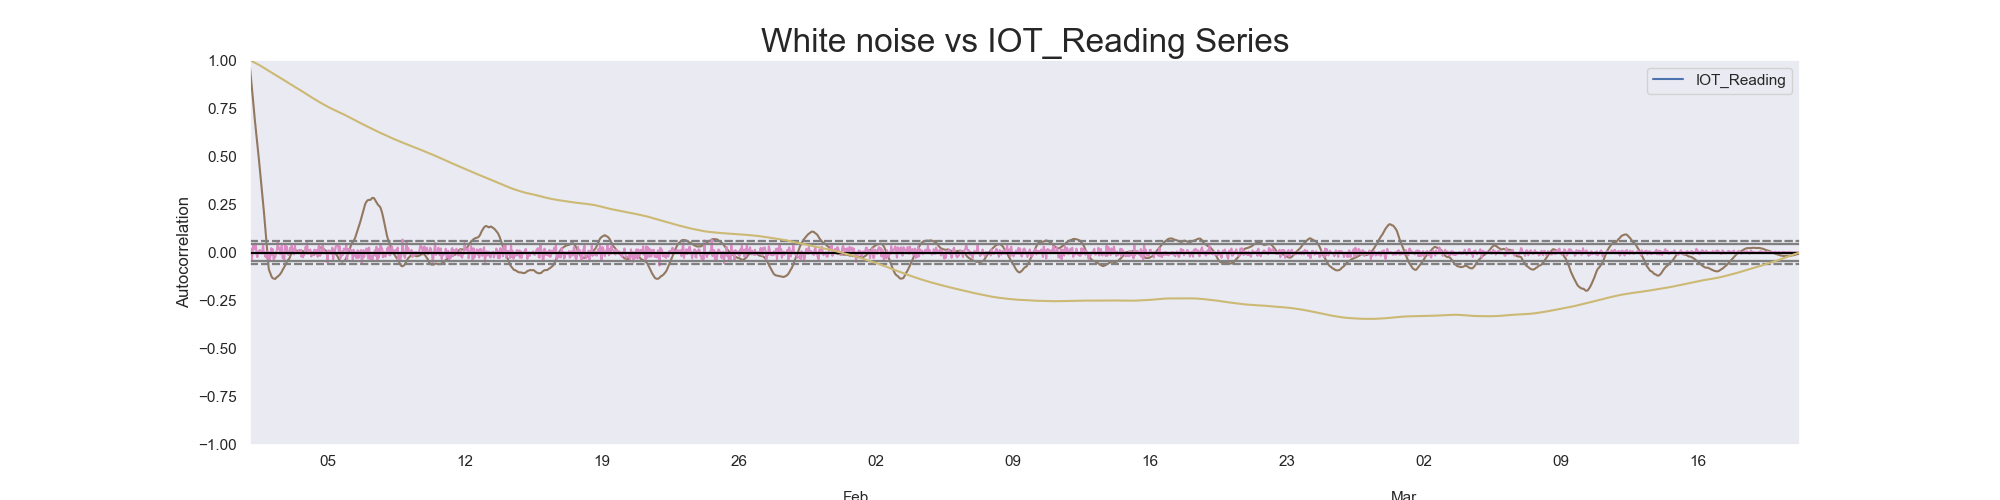 White noise vs IOT_Reading Series
IOT_Reading
Autocorrelation
1.00
0.75
0.50
0.25
0.00
−0.25
−0.50
−0.75
−1.00
05 12 19 26 02 09 16 23 02 09 16
Feb Mar